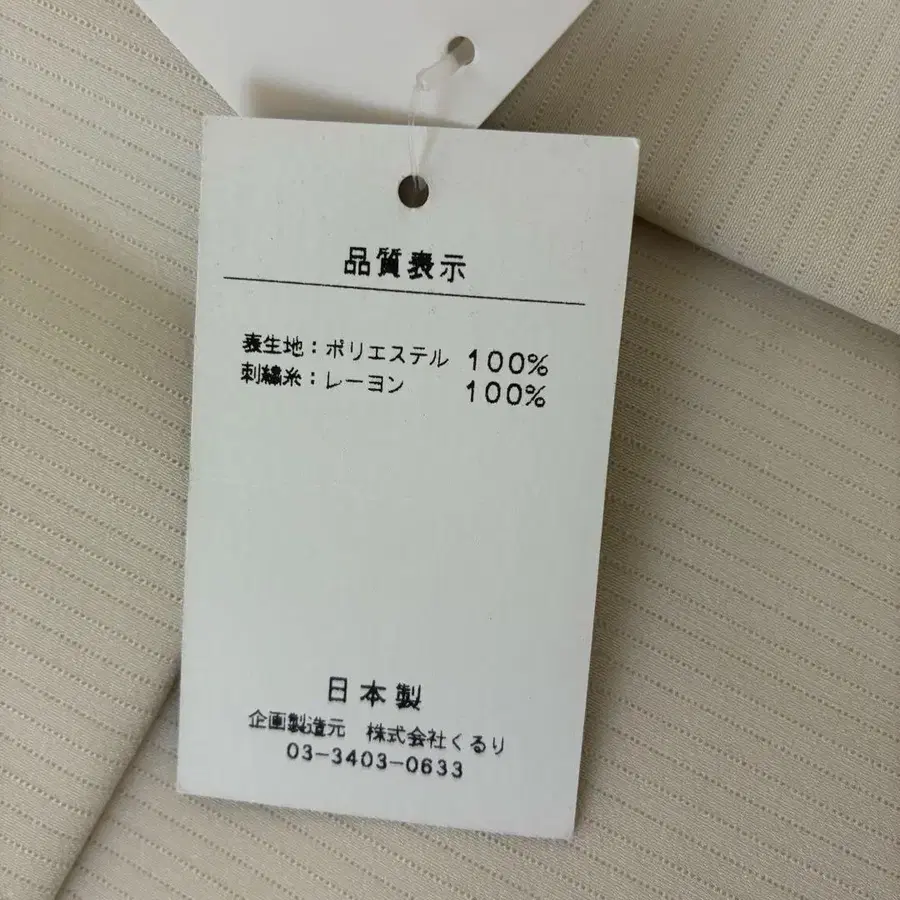 品質表示
表生地：ポリエステル 100%
刺繍糸：レーヨン 100%
日本製
企画製造元 株式会社くるり
03-3403-0633